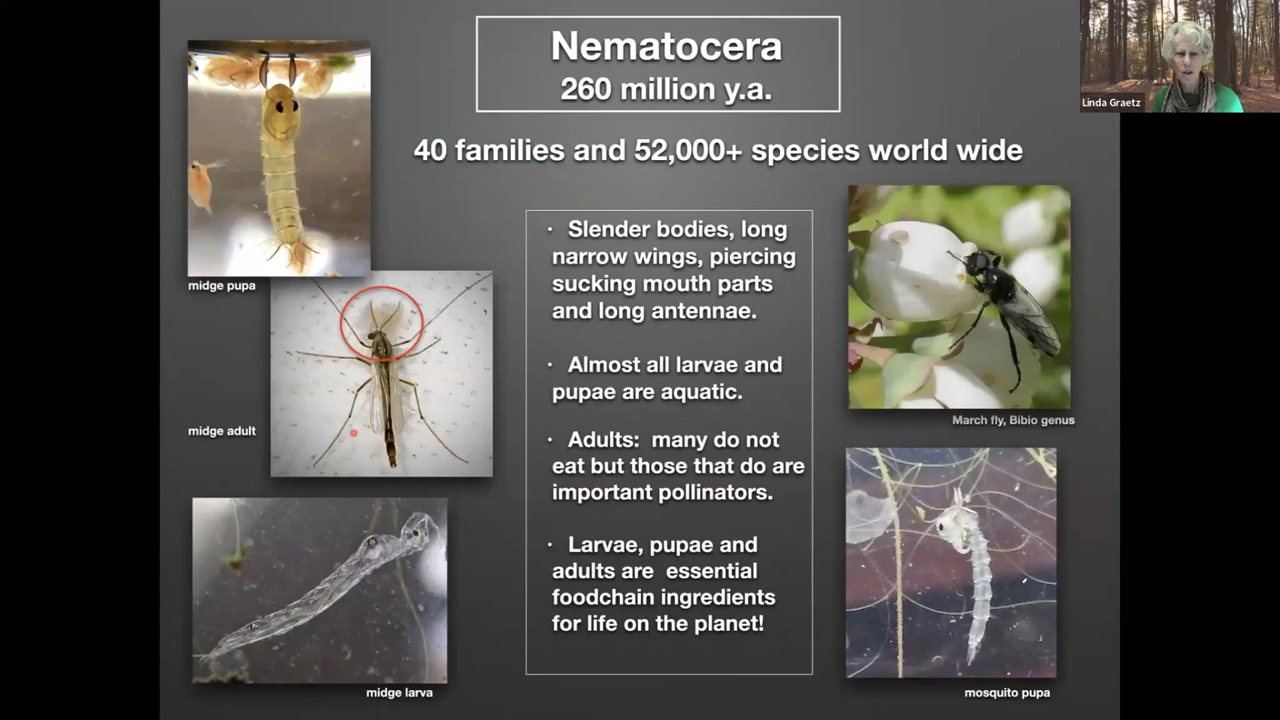 Nematocera
260 million y.a.
Linda Graetz
40 families and 52,000+ species world wide
midge pupa
midge adult
midge larva
· Slender bodies, long
narrow wings, piercing
sucking mouth parts
and long antennae.
· Almost all larvae and
pupae are aquatic.
· Adults: many do not
eat but those that do are
important pollinators.
· Larvae, pupae and
adults are essential
foodchain ingredients
for life on the planet!
March fly, Bibio genus
mosquito pupa